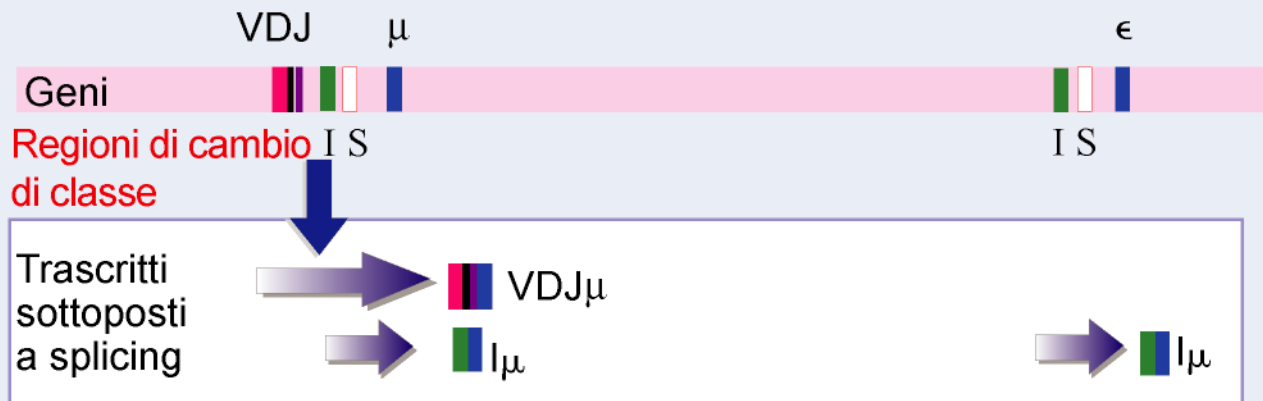 VDJ μ ϵ
Geni
Regioni di cambio I S I S
di classe
Trascritti
sottoposti
a splicing
VDJμ
Iμ Iμ